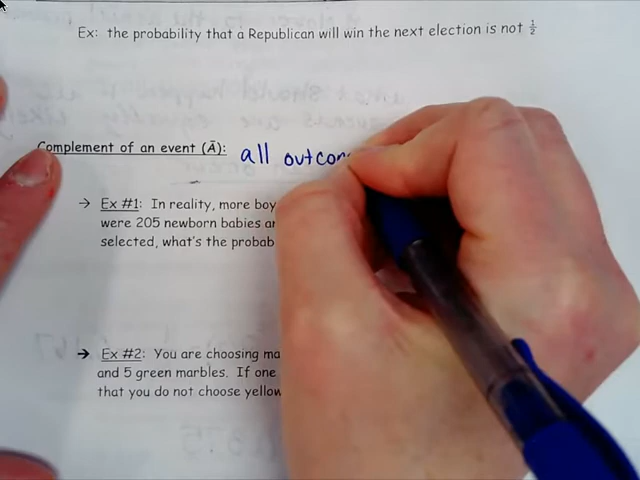 Ex: the probability that a Republican will win the next election is not 1/2
Complement of an event (Ā): all outcom
→ Ex #1: In reality, more boy
were 205 newborn babies ar
selected, what's the probab
→ Ex #2: You are choosing ma
and 5 green marbles. If one
that you do not choose yellow